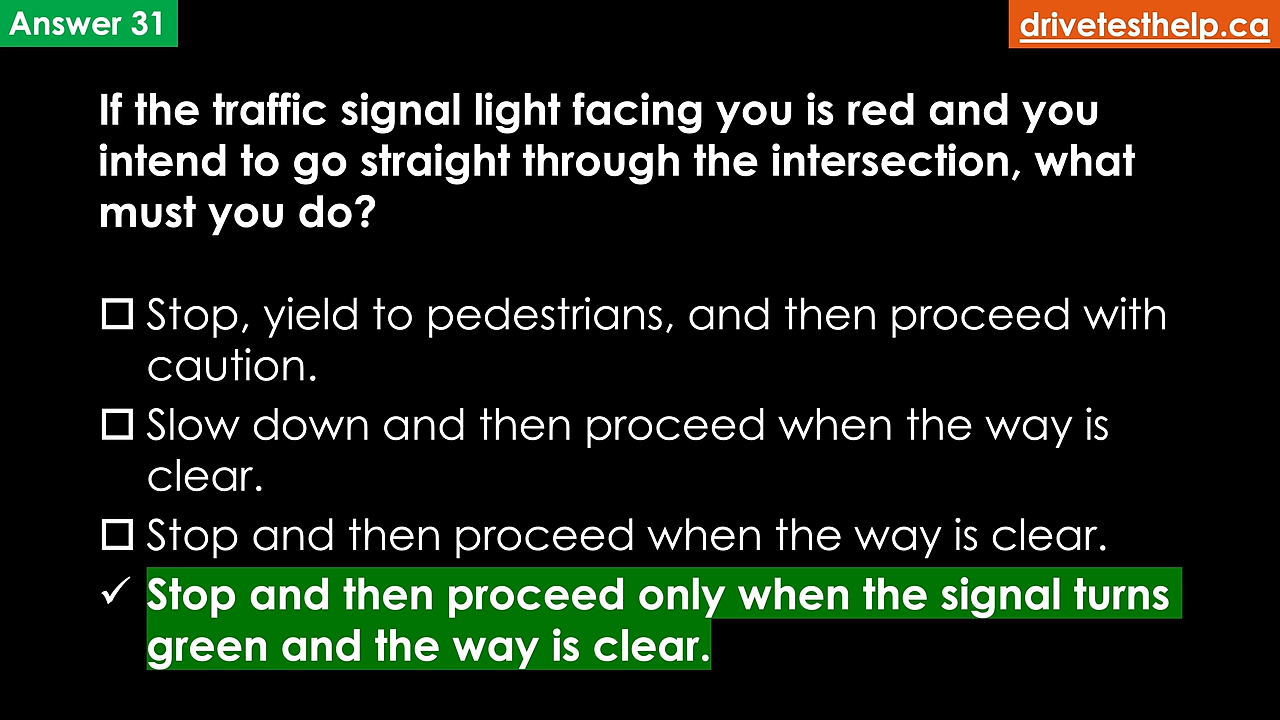 Answer 31
drivetesthelp.ca
If the traffic signal light facing you is red and you
intend to go straight through the intersection, what
must you do?
Stop, yield to pedestrians, and then proceed with
caution.
Slow down and then proceed when the way is
clear.
Stop and then proceed when the way is clear.
Stop and then proceed only when the signal turns
green and the way is clear.